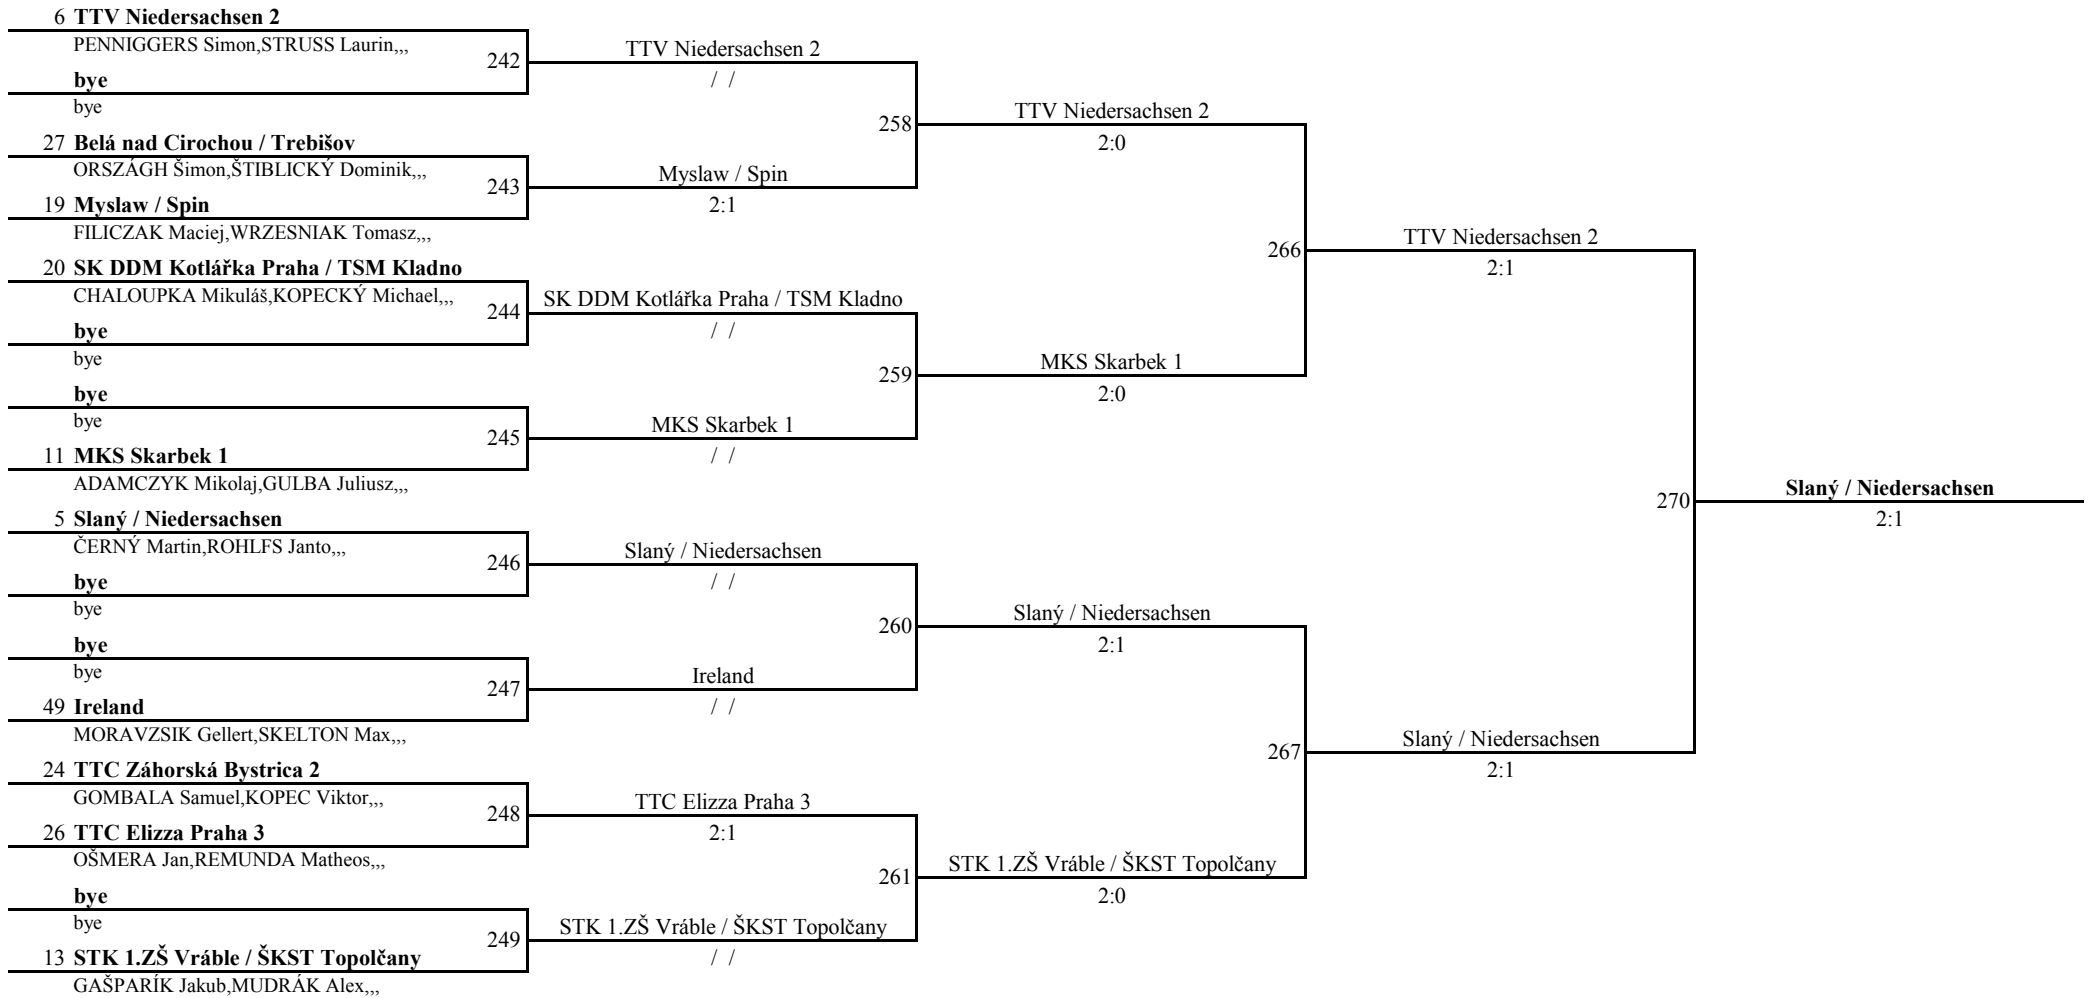 6 TTV Niedersachsen 2
PENNIGGERS Simon,STRUSS Laurin,,,
242
bye
bye
27 Belá nad Cirochou / Trebišov
ORSZÁGH Šimon,ŠTIBLICKÝ Dominik,,,
243
19 Myslaw / Spin
FILICZAK Maciej,WRZESNIAK Tomasz,,,
20 SK DDM Kotlářka Praha / TSM Kladno
CHALOUPKA Mikuláš,KOPECKÝ Michael,,,
244
bye
bye
bye
bye
245
11 MKS Skarbek 1
ADAMCZYK Mikolaj,GULBA Juliusz,,,
5 Slaný / Niedersachsen
ČERNÝ Martin,ROHLFS Janto,,,
246
bye
bye
bye
bye
247
49 Ireland
MORAVZSIK Gellert,SKELTON Max,,,
24 TTC Záhorská Bystrica 2
GOMBALA Samuel,KOPEC Viktor,,,
248
26 TTC Elizza Praha 3
OŠMERA Jan,REMUNDA Matheos,,,
bye
bye
249
13 STK 1.ZŠ Vráble / ŠKST Topolčany
GAŠPARÍK Jakub,MUDRÁK Alex,,,
TTV Niedersachsen 2
/ /
258
Myslaw / Spin
2:1
SK DDM Kotlářka Praha / TSM Kladno
/ /
259
MKS Skarbek 1
/ /
Slaný / Niedersachsen
/ /
260
Ireland
/ /
TTC Elizza Praha 3
2:1
261
STK 1.ZŠ Vráble / ŠKST Topolčany
/ /
TTV Niedersachsen 2
2:0
266
MKS Skarbek 1
2:0
Slaný / Niedersachsen
2:1
267
STK 1.ZŠ Vráble / ŠKST Topolčany
2:0
TTV Niedersachsen 2
2:1
270
Slaný / Niedersachsen
2:1
Slaný / Niedersachsen
2:1